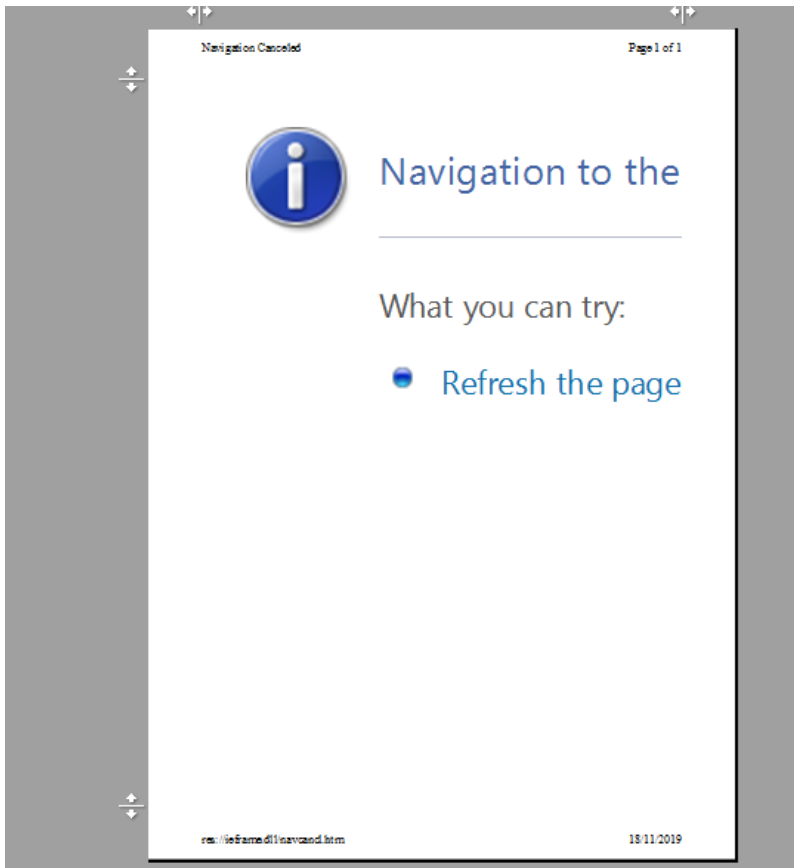 Navigation Canceled
Page 1 of 1
Navigation to the
What you can try:
Refresh the page
res://ieframe.dll/navcancl.htm
18/11/2019